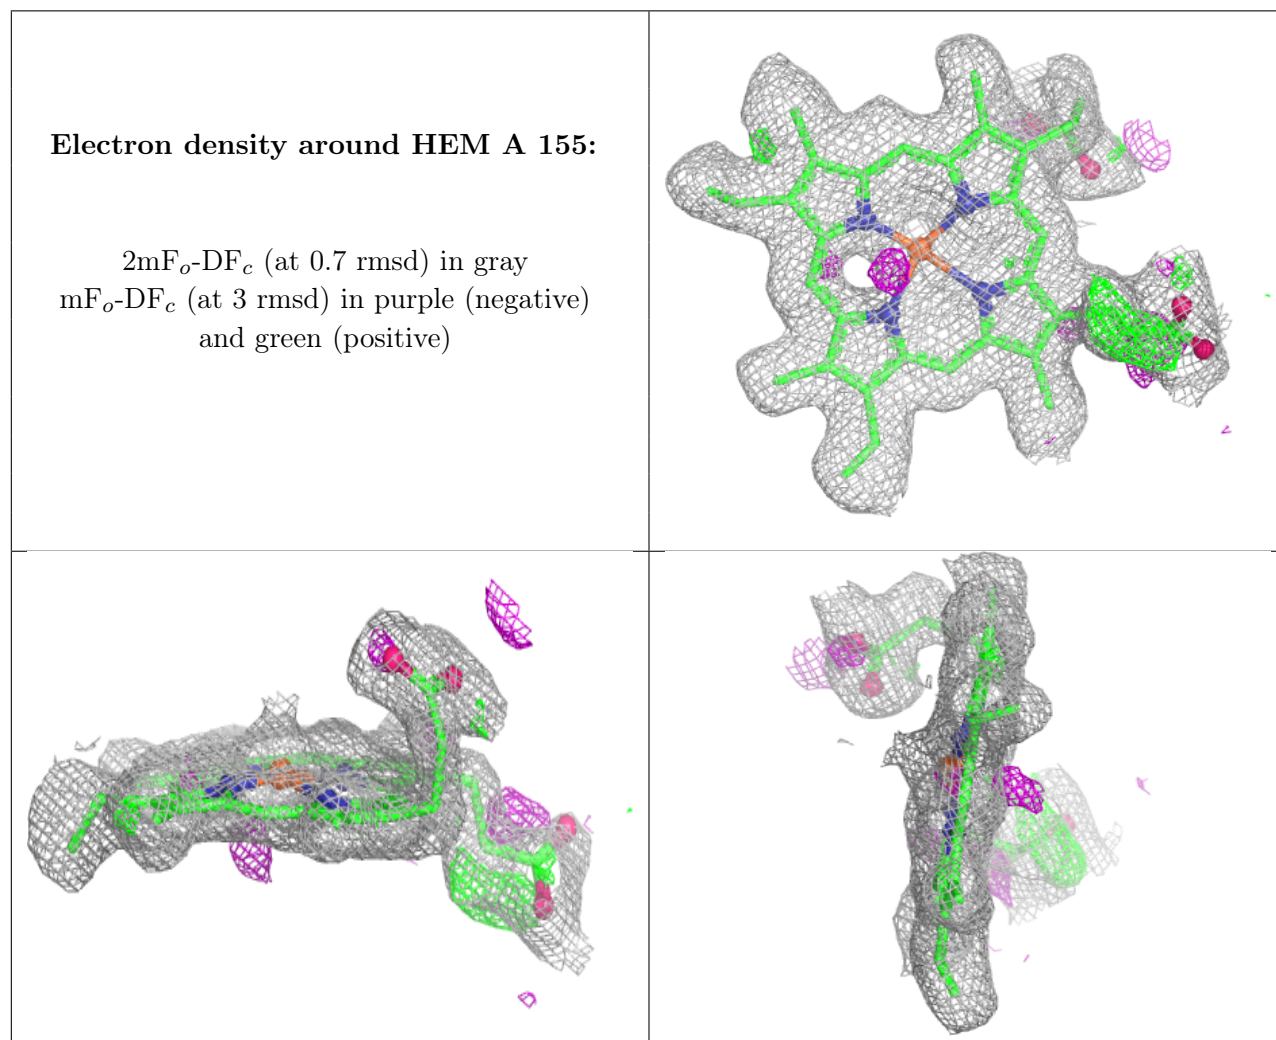 Electron density around HEM A 155:
2mFo-DFc (at 0.7 rmsd) in gray
mFo-DFc (at 3 rmsd) in purple (negative)
and green (positive)